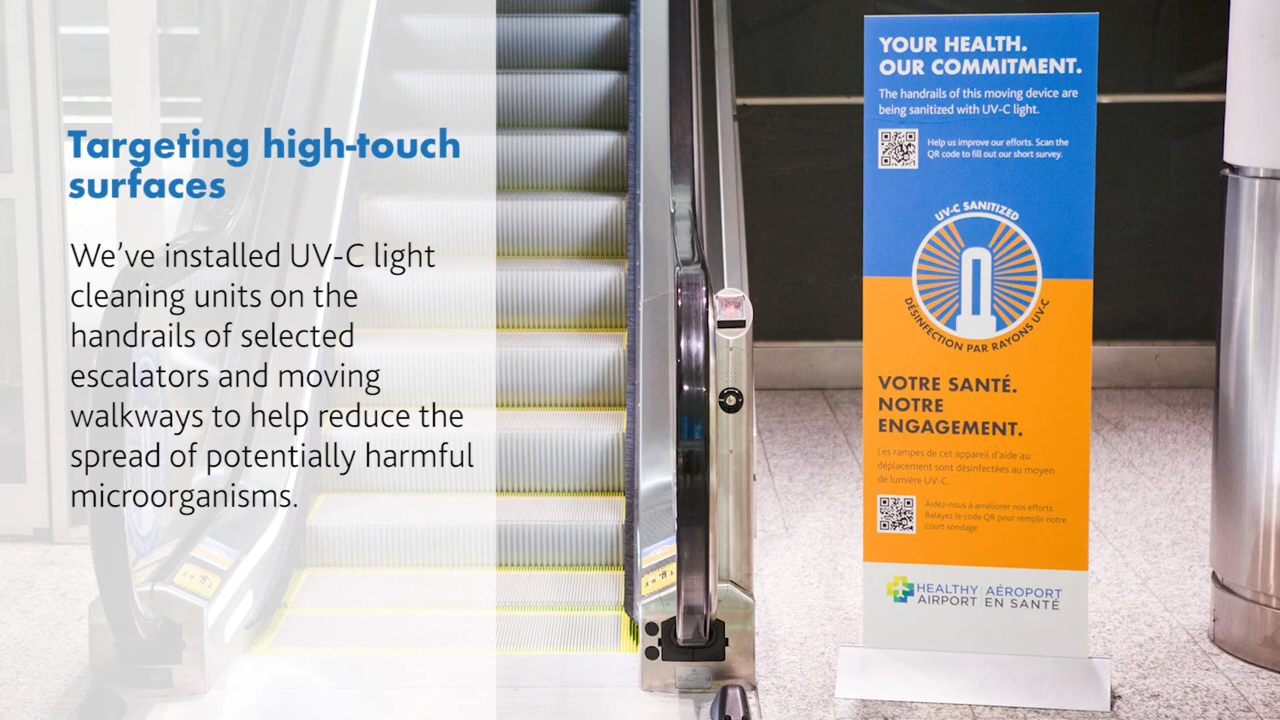 Targeting high-touch
surfaces
We've installed UV-C light
cleaning units on the
handrails of selected
escalators and moving
walkways to help reduce the
spread of potentially harmful
microorganisms.
YOUR HEALTH.
OUR COMMITMENT.
The handrails of this moving device are
being sanitized with UV-C light.
Help us improve our efforts. Scan the
QR code to fill out our short survey.
UV-C SANITIZED
DÉSINFECTION PAR RAYONS UV-C
VOTRE SANTÉ.
NOTRE
ENGAGEMENT.
Les rampes de cet appareil d'aide au
déplacement sont désinfectées au moyen
de lumière UV-C.
Aidez-nous à améliorer nos efforts.
Balayez le code QR pour remplir notre
court sondage
HEALTHY AÉROPORT
AIRPORT EN SANTÉ